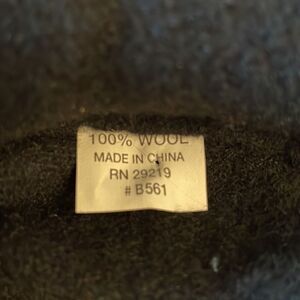 100% WOOL
MADE IN CHINA
RN 29219
# B561